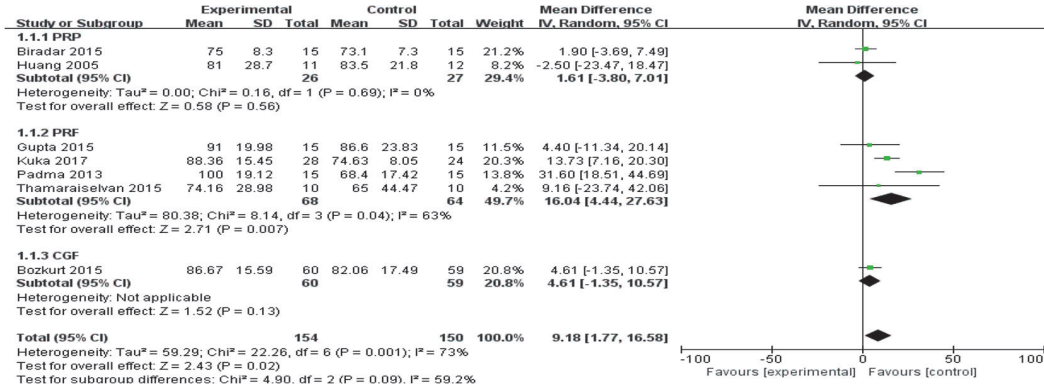 Experimental Control Mean Difference Mean Difference
Study or Subgroup Mean SD Total Mean SD Total Weight IV, Random, 95% CI IV, Random, 95% CI
1.1.1 PRP
Biradar 2015 75 8.3 15 73.1 7.3 15 21.2% 1.90 [-3.69, 7.49]
Huang 2005 81 28.7 11 83.5 21.8 12 8.2% -2.50 [-23.47, 18.47]
Subtotal (95% CI) 26 27 29.4% 1.61 [-3.80, 7.01]
Heterogeneity: Tau² = 0.00; Chi² = 0.16, df = 1 (P = 0.69); I² = 0%
Test for overall effect: Z = 0.58 (P = 0.56)
1.1.2 PRF
Gupta 2015 91 19.98 15 86.6 23.83 15 11.5% 4.40 [-11.34, 20.14]
Kuka 2017 88.36 15.45 28 74.63 8.05 24 20.3% 13.73 [7.16, 20.30]
Padma 2013 100 19.12 15 68.4 17.42 15 13.8% 31.60 [18.51, 44.69]
Thamaraiselvan 2015 74.16 28.98 10 65 44.47 10 4.2% 9.16 [-23.74, 42.06]
Subtotal (95% CI) 68 64 49.7% 16.04 [4.44, 27.63]
Heterogeneity: Tau² = 80.38; Chi² = 8.14, df = 3 (P = 0.04); I² = 63%
Test for overall effect: Z = 2.71 (P = 0.007)
1.1.3 CGF
Bozkurt 2015 86.67 15.59 60 82.06 17.49 59 20.8% 4.61 [-1.35, 10.57]
Subtotal (95% CI) 60 59 20.8% 4.61 [-1.35, 10.57]
Heterogeneity: Not applicable
Test for overall effect: Z = 1.52 (P = 0.13)
Total (95% CI) 154 150 100.0% 9.18 [1.77, 16.58]
Heterogeneity: Tau² = 59.29; Chi² = 22.26, df = 6 (P = 0.001); I² = 73%
Test for overall effect: Z = 2.43 (P = 0.02)
Test for subgroup differences: Chi² = 4.90, df = 2 (P = 0.09), I² = 59.2%
-100 -50 0 50 100
Favours [experimental] Favours [control]